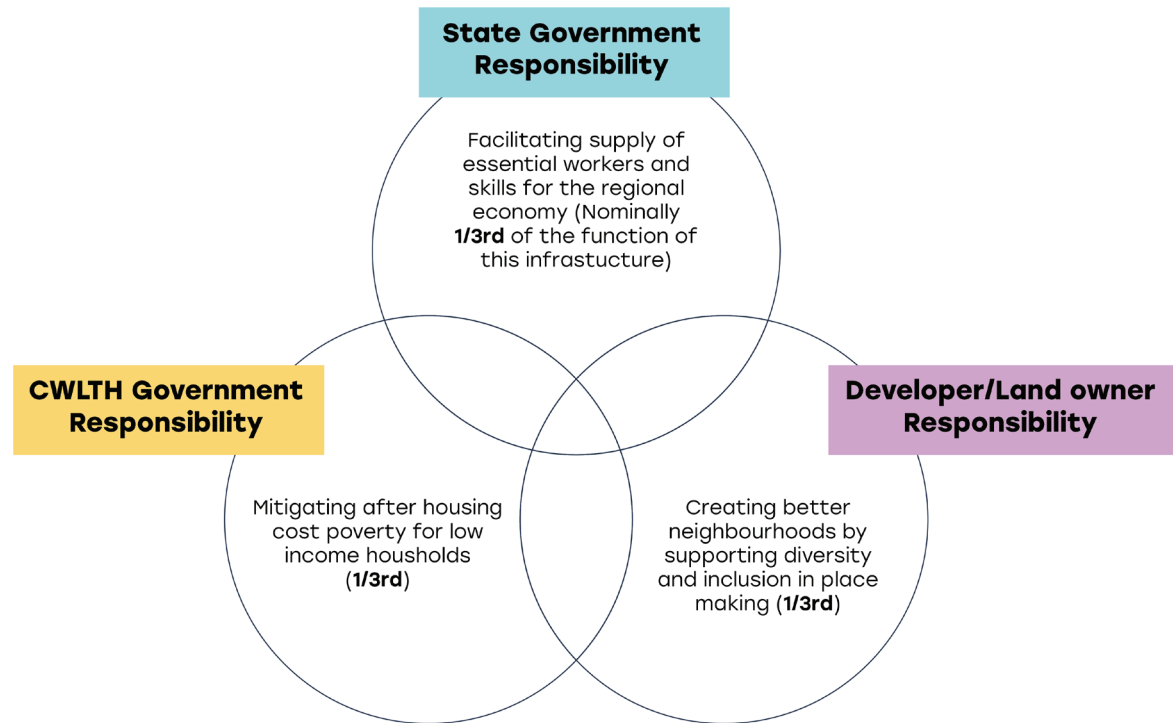 State Government
Responsibility
Facilitating supply of
essential workers and
skills for the regional
economy (Nominally
1/3rd of the function of
this infrastucture)
CWLTH Government
Responsibility
Developer/Land owner
Responsibility
Mitigating after housing
cost poverty for low
income housholds
(1/3rd)
Creating better
neighbourhoods by
supporting diversity
and inclusion in place
making (1/3rd)